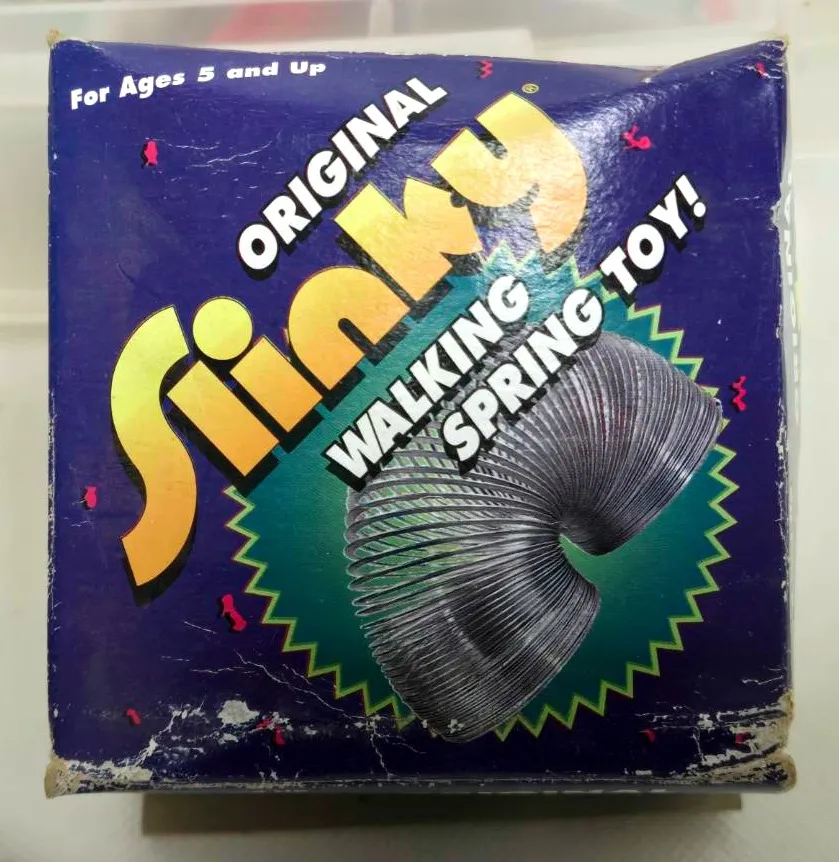 For Ages 5 and Up
ORIGINAL
Slinky®
WALKING
SPRING TOY!